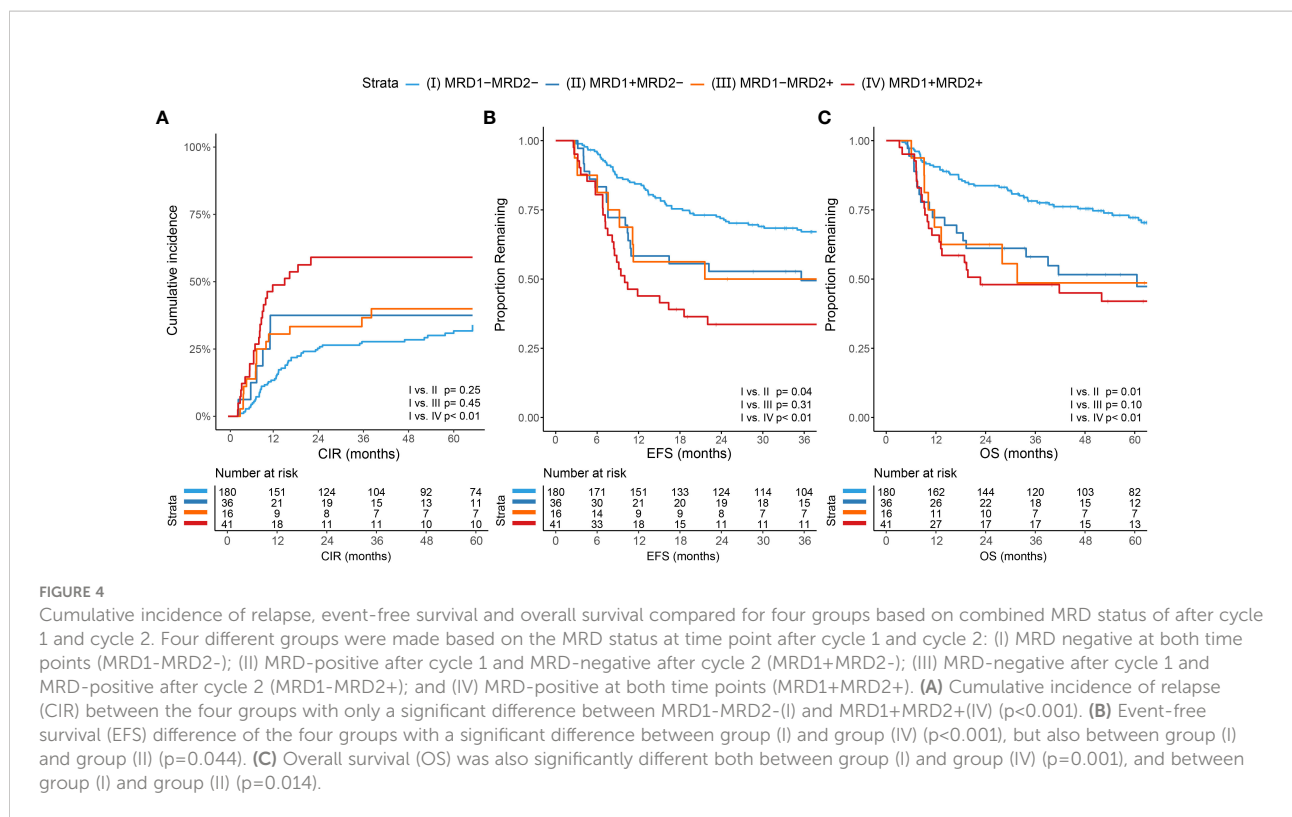 Strata (I) MRD1−MRD2− (II) MRD1+MRD2− (III) MRD1−MRD2+ (IV) MRD1+MRD2+
A
Cumulative incidence
100%
75%
50%
25%
0%
I vs. II p= 0.25
I vs. III p= 0.45
I vs. IV p< 0.01
0 12 24 36 48 60
CIR (months)
Number at risk
Strata
180 151 124 104 92 74
36 21 19 15 13 11
16 9 8 7 7 7
41 18 11 11 10 10
0 12 24 36 48 60
CIR (months)
B
Proportion Remaining
1.00
0.75
0.50
0.25
0.00
I vs. II p= 0.04
I vs. III p= 0.31
I vs. IV p< 0.01
0 6 12 18 24 30 36
EFS (months)
Number at risk
Strata
180 171 151 133 124 114 104
36 30 21 20 19 18 15
16 14 9 9 8 7 7
41 33 18 15 11 11 11
0 6 12 18 24 30 36
EFS (months)
C
Proportion Remaining
1.00
0.75
0.50
0.25
0.00
I vs. II p= 0.01
I vs. III p= 0.10
I vs. IV p< 0.01
0 12 24 36 48 60
OS (months)
Number at risk
Strata
180 162 144 120 103 82
36 26 22 18 15 12
16 11 10 7 7 7
41 27 17 17 15 13
0 12 24 36 48 60
OS (months)
FIGURE 4
Cumulative incidence of relapse, event-free survival and overall survival compared for four groups based on combined MRD status of after cycle
1 and cycle 2. Four different groups were made based on the MRD status at time point after cycle 1 and cycle 2: (I) MRD negative at both time
points (MRD1-MRD2-); (II) MRD-positive after cycle 1 and MRD-negative after cycle 2 (MRD1+MRD2-); (III) MRD-negative after cycle 1 and
MRD-positive after cycle 2 (MRD1-MRD2+); and (IV) MRD-positive at both time points (MRD1+MRD2+). (A) Cumulative incidence of relapse
(CIR) between the four groups with only a significant difference between MRD1-MRD2-(I) and MRD1+MRD2+(IV) (p<0.001). (B) Event-free
survival (EFS) difference of the four groups with a significant difference between group (I) and group (IV) (p<0.001), but also between group (I)
and group (II) (p=0.044). (C) Overall survival (OS) was also significantly different both between group (I) and group (IV) (p=0.001), and between
group (I) and group (II) (p=0.014).